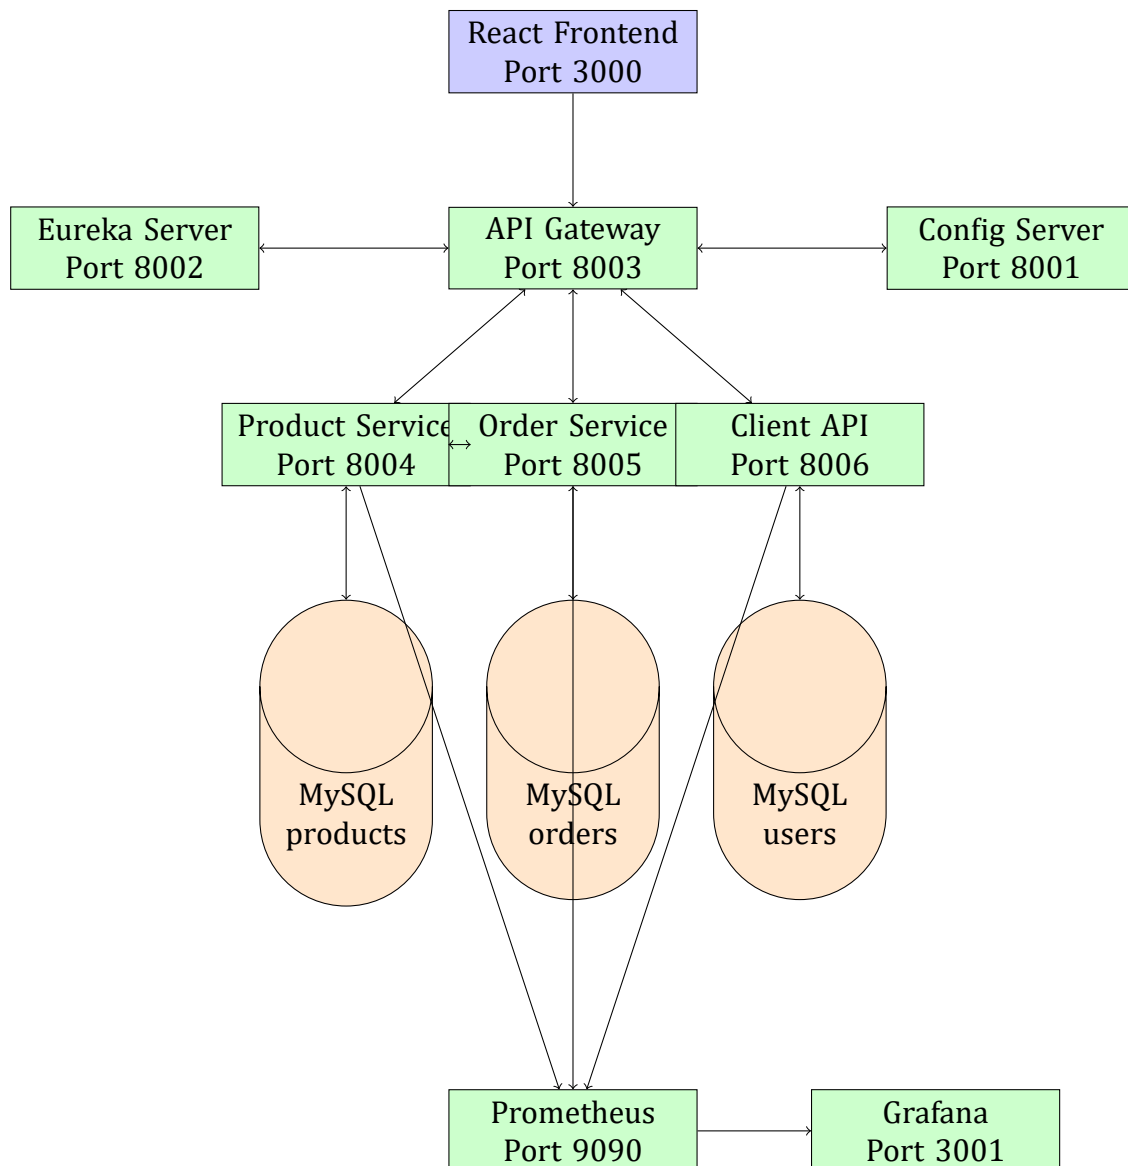 React Frontend
Port 3000
Eureka Server
Port 8002
API Gateway
Port 8003
Config Server
Port 8001
Product Service
Port 8004
Order Service
Port 8005
Client API
Port 8006
MySQL
products
MySQL
orders
MySQL
users
Prometheus
Port 9090
Grafana
Port 3001